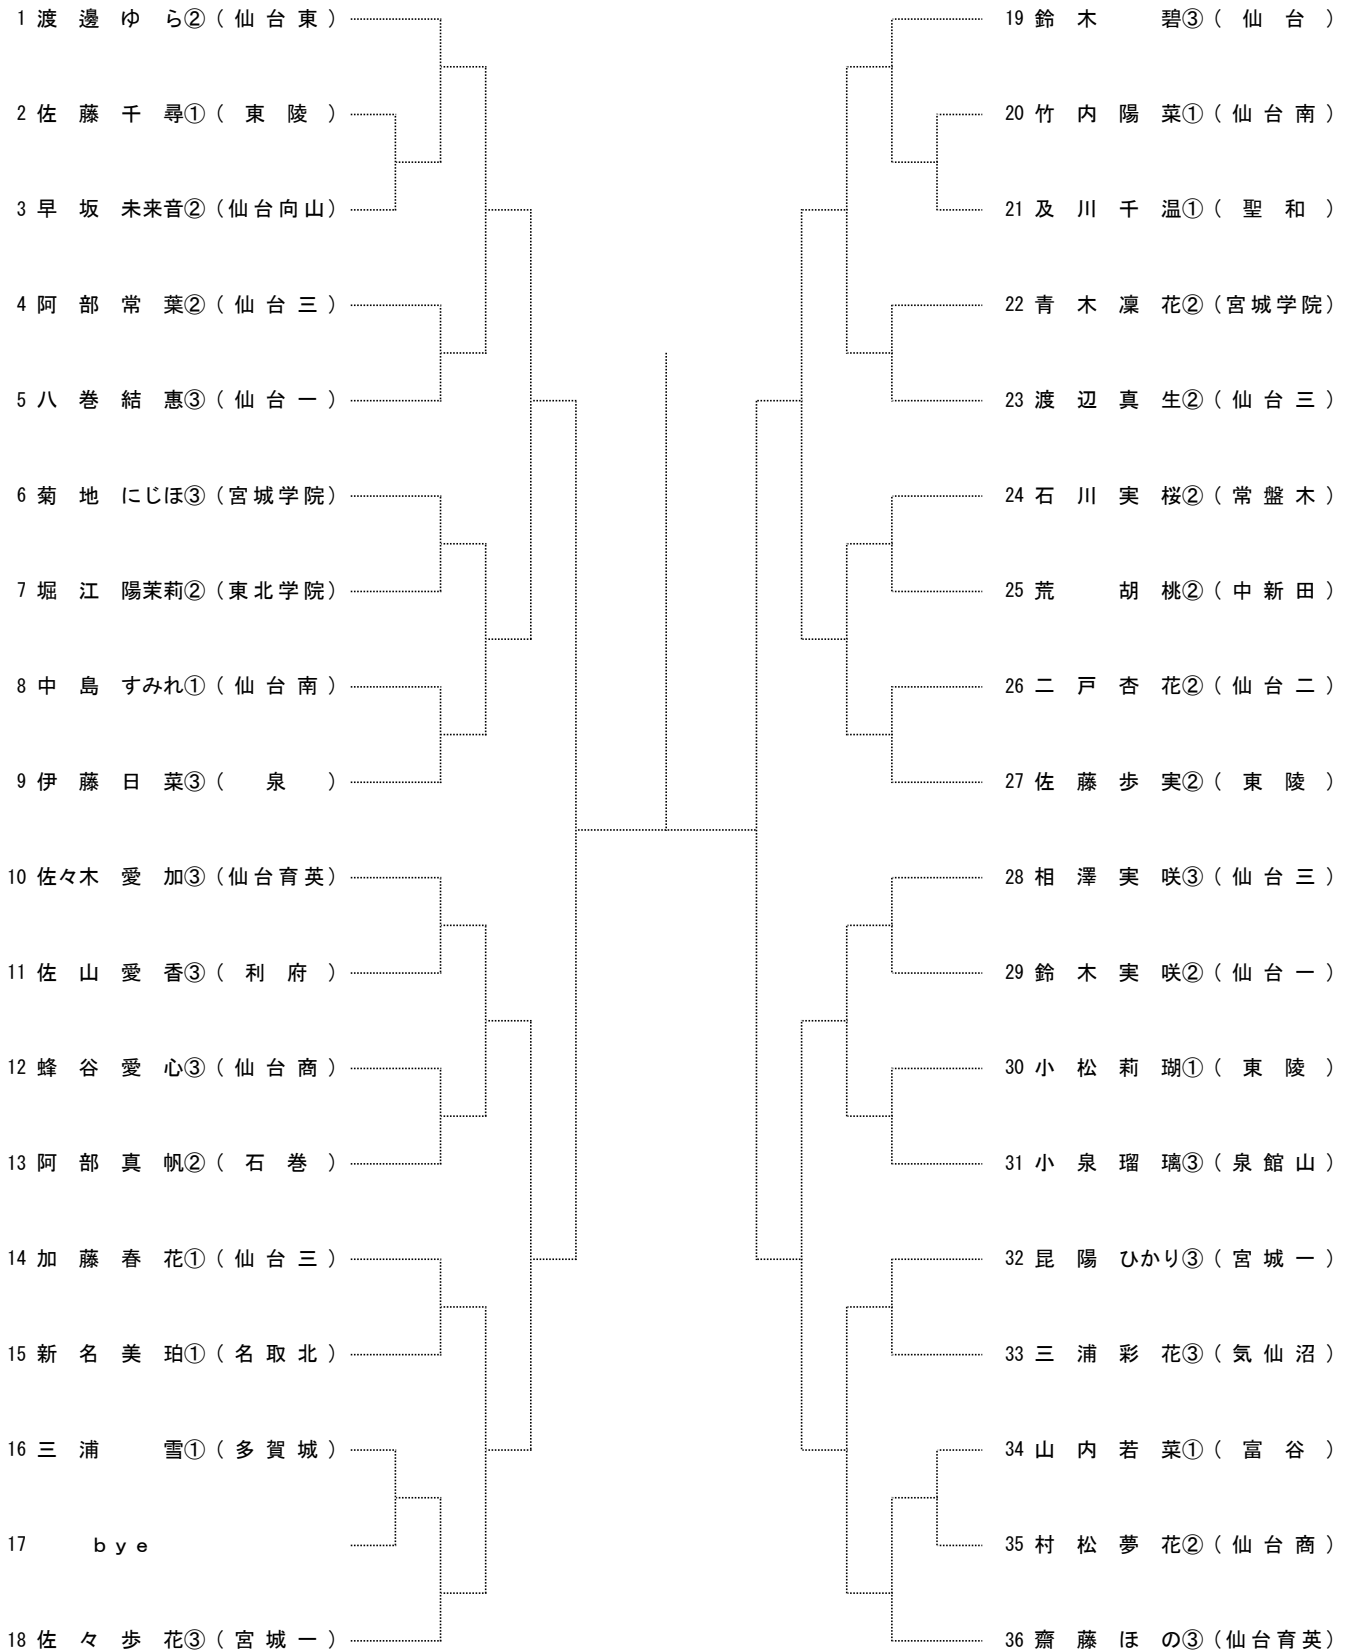 1 渡邊ゆら②（仙台東）
2 佐藤千尋①（東陵）
3 早坂未来音②（仙台向山）
4 阿部常葉②（仙台三）
5 八巻結惠③（仙台一）
6 菊地にじほ③（宮城学院）
7 堀江陽茉莉②（東北学院）
8 中島すみれ①（仙台南）
9 伊藤日菜③（泉）
10 佐々木愛加③（仙台育英）
11 佐山愛香③（利府）
12 蜂谷愛心③（仙台商）
13 阿部真帆②（石巻）
14 加藤春花①（仙台三）
15 新名美珀①（名取北）
16 三浦雪①（多賀城）
17 ｂｙｅ
18 佐々歩花③（宮城一）
19 鈴木碧③（仙台）
20 竹内陽菜①（仙台南）
21 及川千温①（聖和）
22 青木凜花②（宮城学院）
23 渡辺真生②（仙台三）
24 石川実桜②（常盤木）
25 荒胡桃②（中新田）
26 二戸杏花②（仙台二）
27 佐藤歩実②（東陵）
28 相澤実咲③（仙台三）
29 鈴木実咲②（仙台一）
30 小松莉瑚①（東陵）
31 小泉瑠璃③（泉館山）
32 昆陽ひかり③（宮城一）
33 三浦彩花③（気仙沼）
34 山内若菜①（富谷）
35 村松夢花②（仙台商）
36 齋藤ほの③（仙台育英）